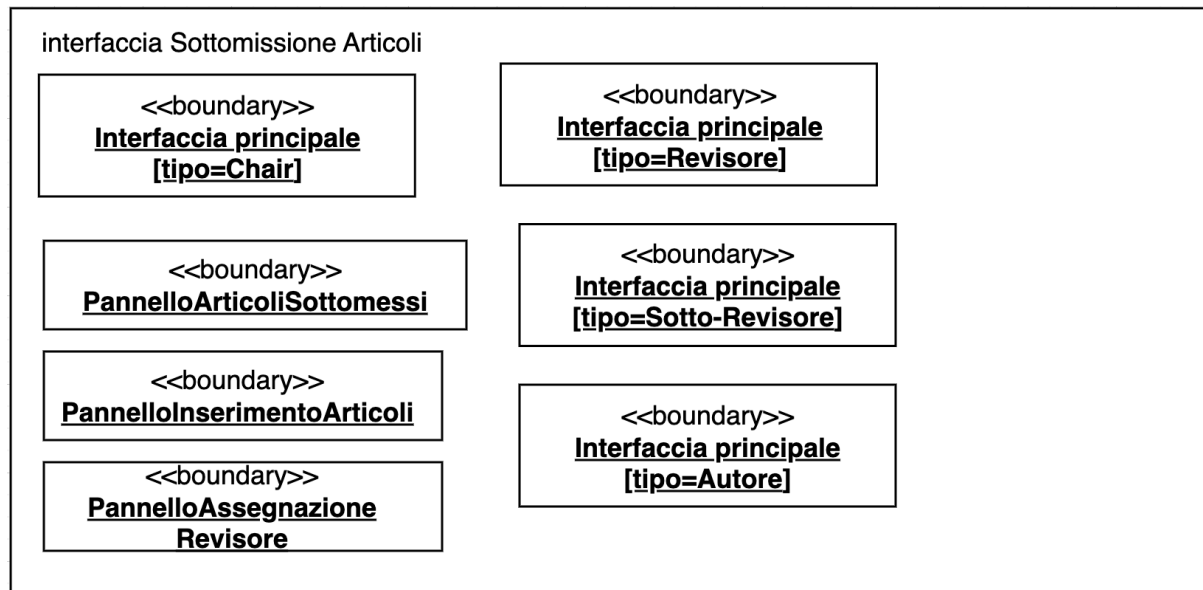 interfaccia Sottomissione Articoli
<<boundary>>
Interfaccia principale
[tipo=Chair]
<<boundary>>
PannelloArticoliSottomessi
<<boundary>>
PannelloInserimentoArticoli
<<boundary>>
PannelloAssegnazione
Revisore
<<boundary>>
Interfaccia principale
[tipo=Revisore]
<<boundary>>
Interfaccia principale
[tipo=Sotto-Revisore]
<<boundary>>
Interfaccia principale
[tipo=Autore]